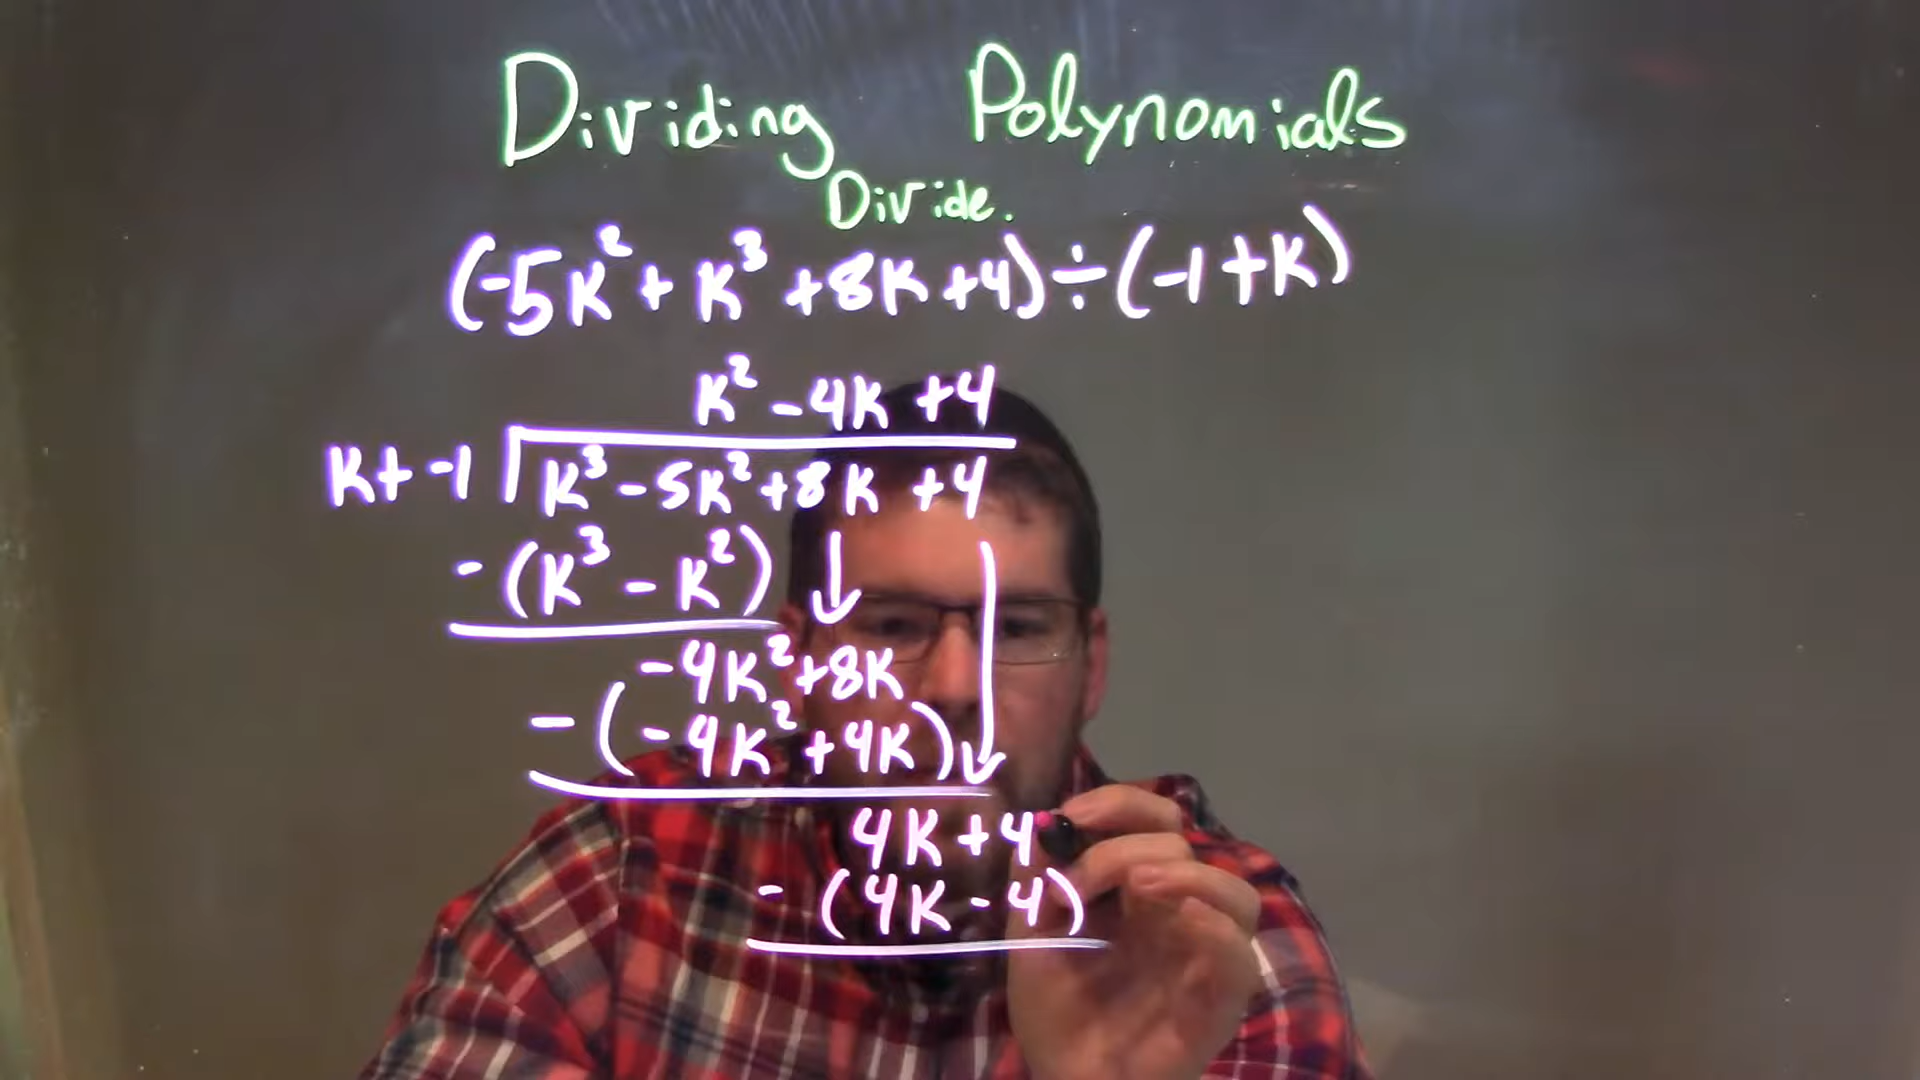 Dividing Polynomials
Divide.
(-5K²+K³+8K+4)÷(-1+K)
K²-4K+4
K+-1 K³-5K²+8K+4
-(K³-K²)
-4K²+8K
-(-4K²+4K)
4K+4
-(4K-4)